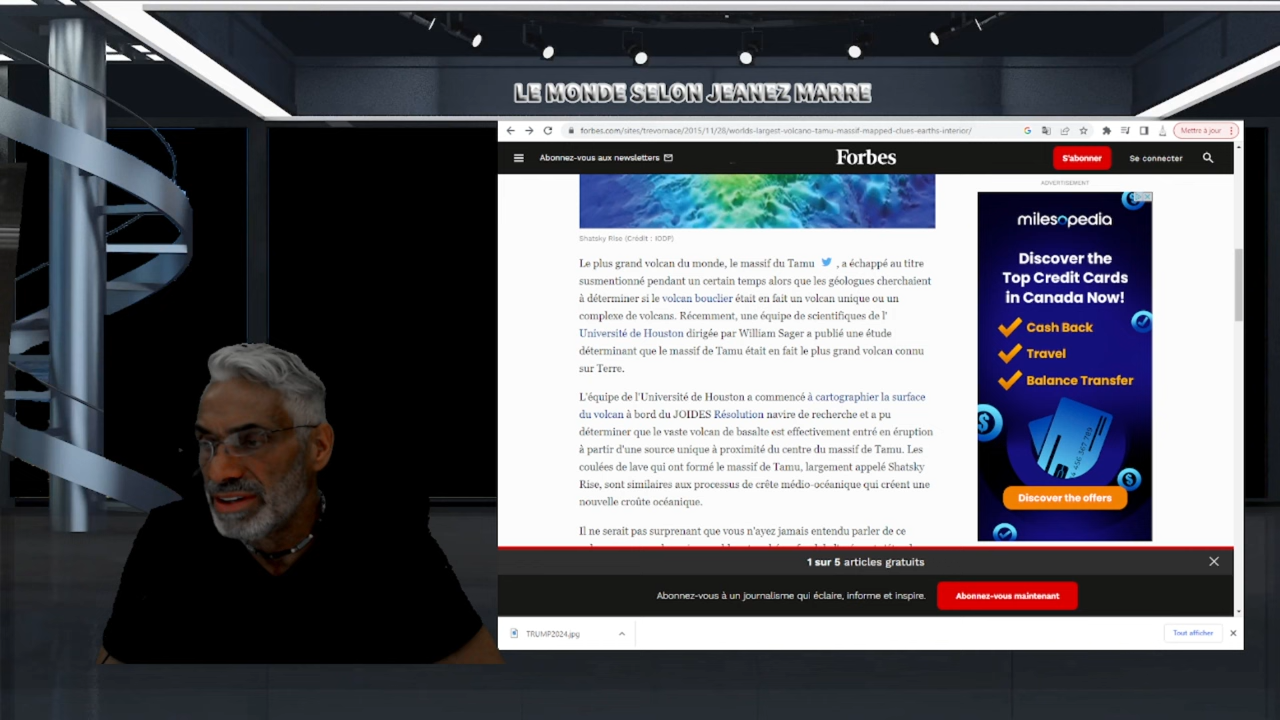 LE MONDE SELON JEANEZ MARRE
forbes.com/sites/trevornace/2015/11/28/worlds-largest-volcano-tamu-massif-mapped-clues-earths-interior/
Mettre à jour
Abonnez-vous aux newsletters
Forbes
S'abonner
Se connecter
ADVERTISEMENT
Shatsky Rise (Crédit : IODP)
Le plus grand volcan du monde, le massif du Tamu , a échappé au titre
susmentionné pendant un certain temps alors que les géologues cherchaient
à déterminer si le volcan bouclier était en fait un volcan unique ou un
complexe de volcans. Récemment, une équipe de scientifiques de l'
Université de Houston dirigée par William Sager a publié une étude
déterminant que le massif de Tamu était en fait le plus grand volcan connu
sur Terre.
L'équipe de l'Université de Houston a commencé à cartographier la surface
du volcan à bord du JOIDES Résolution navire de recherche et a pu
déterminer que le vaste volcan de basalte est effectivement entré en éruption
à partir d'une source unique à proximité du centre du massif de Tamu. Les
coulées de lave qui ont formé le massif de Tamu, largement appelé Shatsky
Rise, sont similaires aux processus de crête médio-océanique qui créent une
nouvelle croûte océanique.
Il ne serait pas surprenant que vous n'ayez jamais entendu parler de ce
milesopedia
Discover the
Top Credit Cards
in Canada Now!
Cash Back
Travel
Balance Transfer
4 456 567 789
Discover the offers
1 sur 5 articles gratuits
Abonnez-vous à un journalisme qui éclaire, informe et inspire.
Abonnez-vous maintenant
TRUMP2024.jpg
Tout afficher